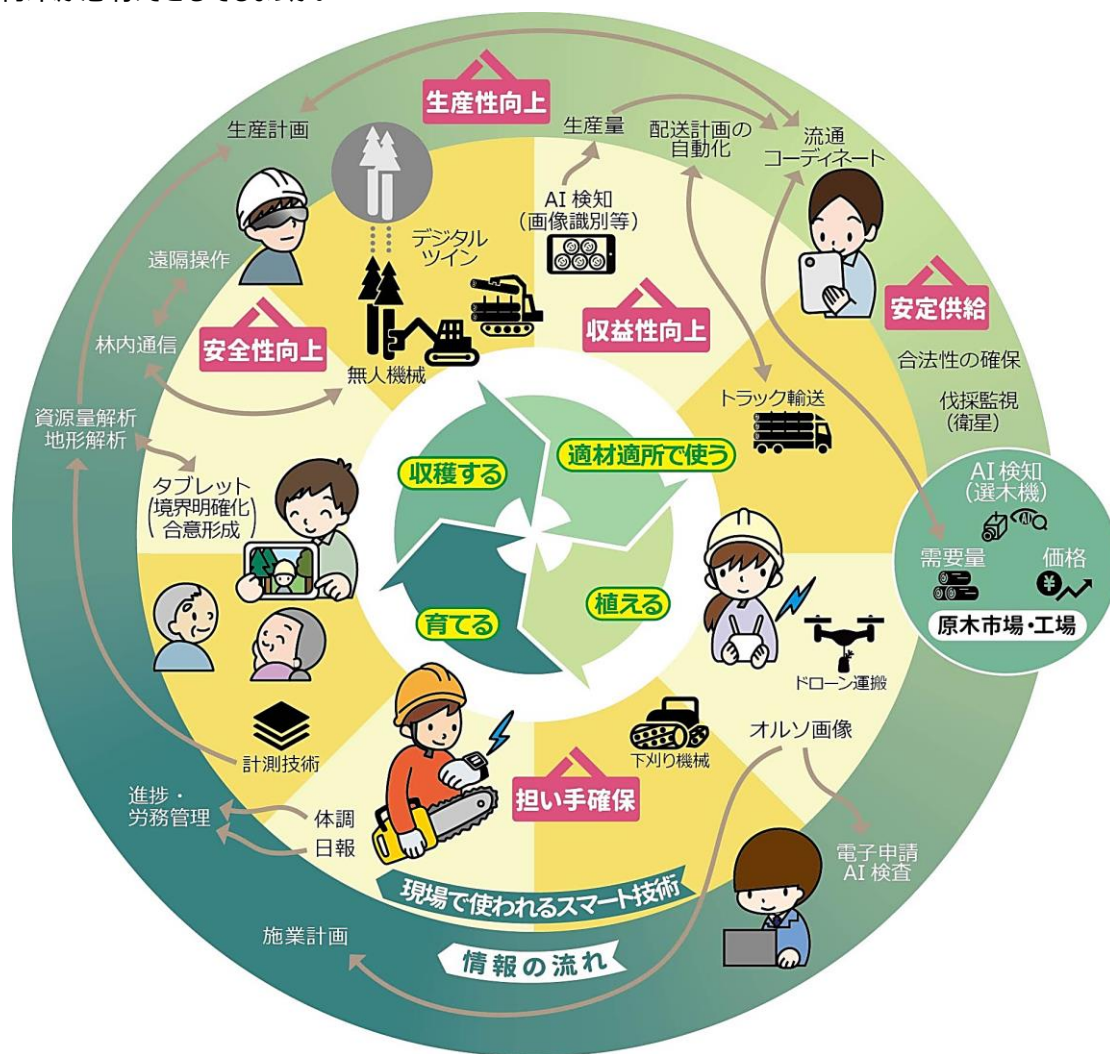 生産性向上
生産計画
生産量
配送計画の
自動化
流通
コーディネート
AI 検知
(画像識別等)
デジタル
ツイン
遠隔操作
林内通信
安全性向上
無人機械
収益性向上
安定供給
合法性の確保
伐採監視
(衛星)
トラック輸送
資源量解析
地形解析
タブレット
(境界明確化
合意形成)
収穫する
適材適所で使う
植える
育てる
AI 検知
(選木機)
AI
需要量
価格
¥
原木市場・工場
ドローン運搬
オルソ画像
下刈り機械
計測技術
進捗・
労務管理
体調
日報
担い手確保
電子申請
AI 検査
現場で使われるスマート技術
施業計画
情報の流れ